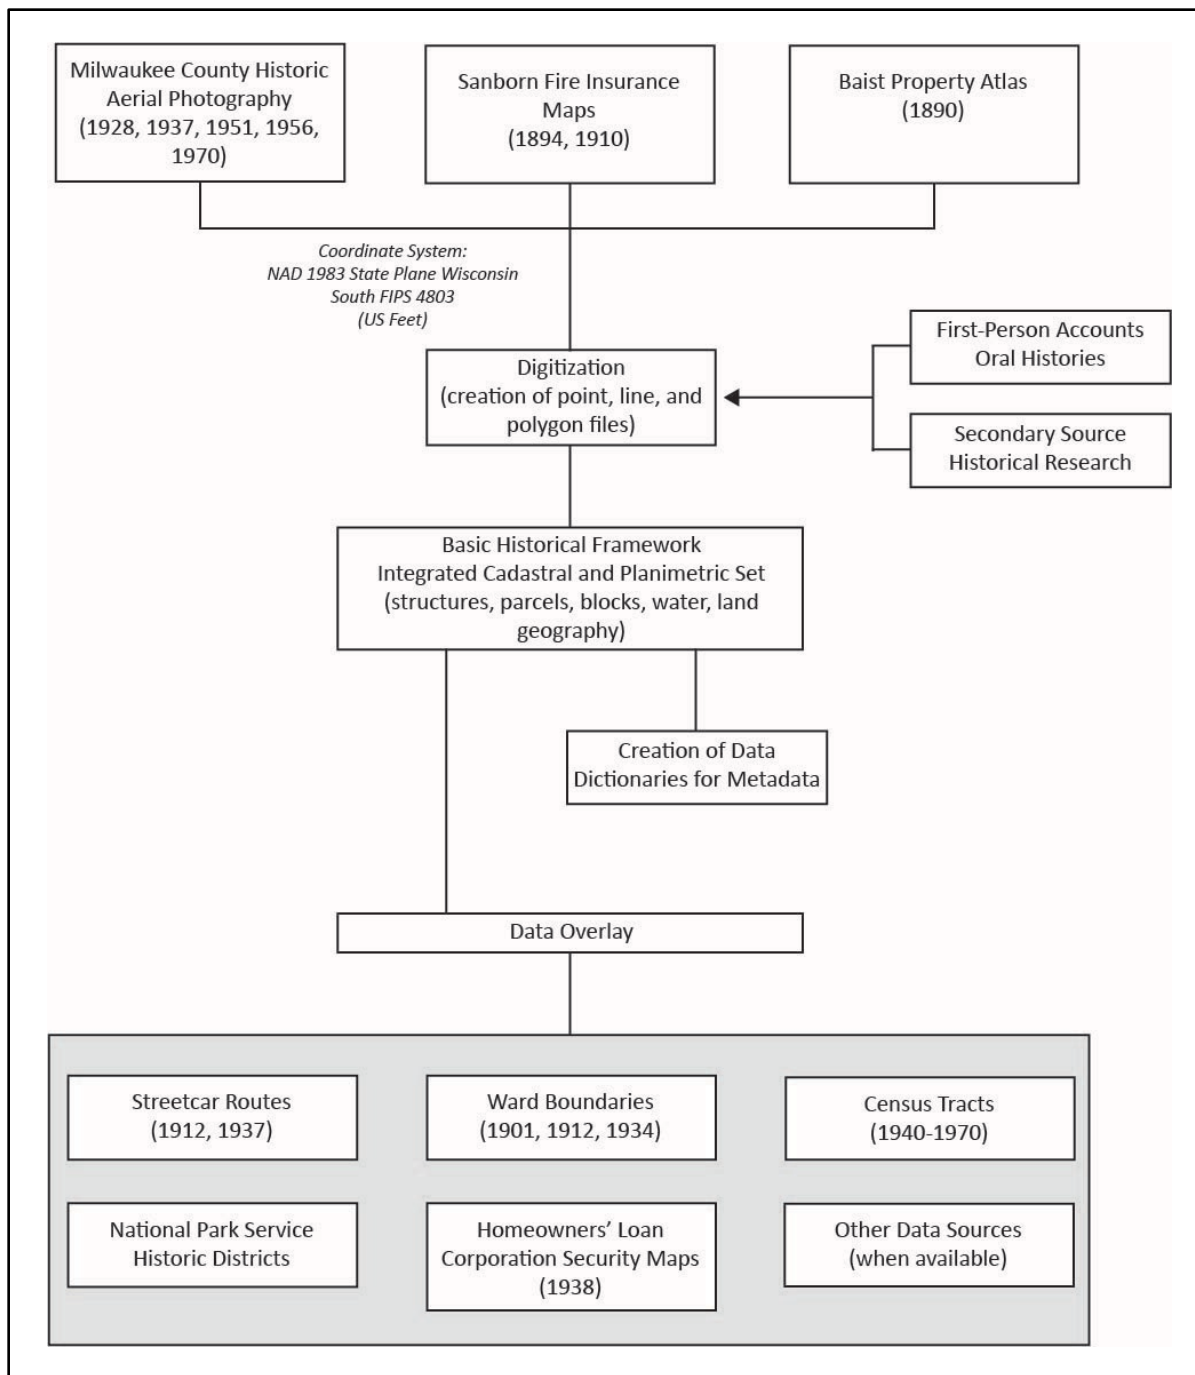 Milwaukee County Historic
Aerial Photography
(1928, 1937, 1951, 1956,
1970)
Sanborn Fire Insurance
Maps
(1894, 1910)
Baist Property Atlas
(1890)
Coordinate System:
NAD 1983 State Plane Wisconsin
South FIPS 4803
(US Feet)
First-Person Accounts
Oral Histories
Digitization
(creation of point, line, and
polygon files)
Secondary Source
Historical Research
Basic Historical Framework
Integrated Cadastral and Planimetric Set
(structures, parcels, blocks, water, land
geography)
Creation of Data
Dictionaries for Metadata
Data Overlay
Streetcar Routes
(1912, 1937)
Ward Boundaries
(1901, 1912, 1934)
Census Tracts
(1940-1970)
National Park Service
Historic Districts
Homeowners’ Loan
Corporation Security Maps
(1938)
Other Data Sources
(when available)